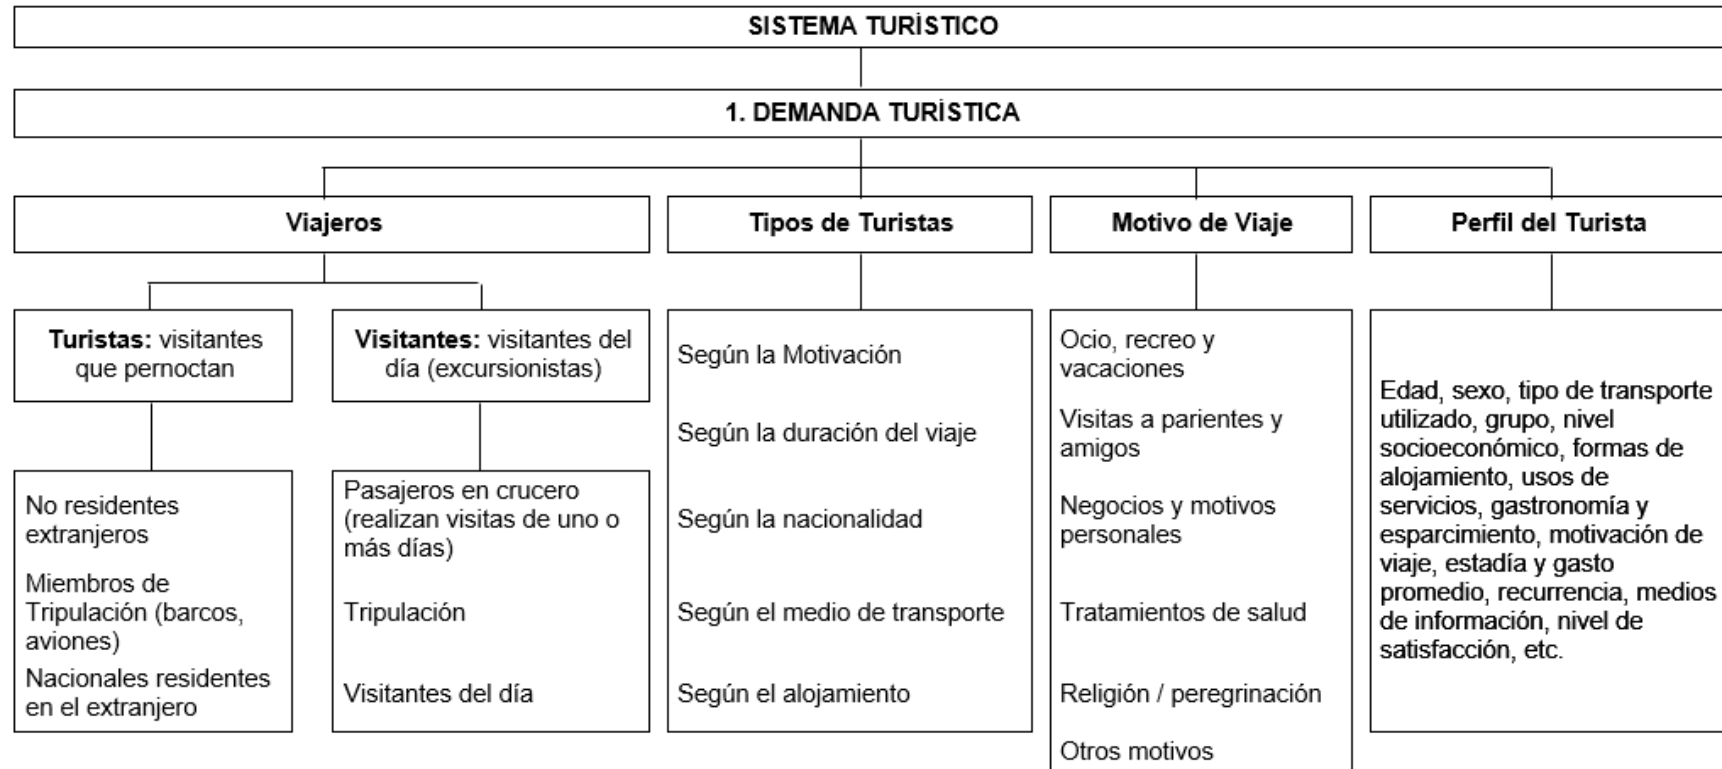 SISTEMA TURÍSTICO
1. DEMANDA TURÍSTICA
Viajeros
Tipos de Turistas
Motivo de Viaje
Perfil del Turista
Turistas: visitantes
que pernoctan
Visitantes: visitantes del
día (excursionistas)
No residentes
extranjeros
Miembros de
Tripulación (barcos,
aviones)
Nacionales residentes
en el extranjero
Pasajeros en crucero
(realizan visitas de uno o
más días)
Tripulación
Visitantes del día
Según la Motivación
Según la duración del viaje
Según la nacionalidad
Según el medio de transporte
Según el alojamiento
Ocio, recreo y
vacaciones
Visitas a parientes y
amigos
Negocios y motivos
personales
Tratamientos de salud
Religión / peregrinación
Otros motivos
Edad, sexo, tipo de transporte
utilizado, grupo, nivel
socioeconómico, formas de
alojamiento, usos de
servicios, gastronomía y
esparcimiento, motivación de
viaje, estadía y gasto
promedio, recurrencia, medios
de información, nivel de
satisfacción, etc.